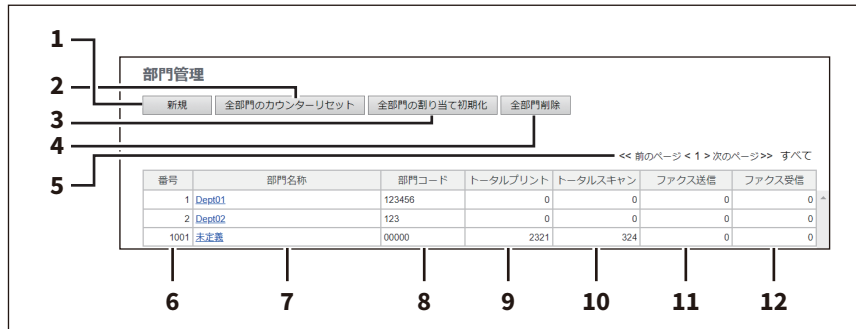 1
部門管理
2
新規 全部門のカウンターリセット 全部門の割り当て初期化 全部門削除
3
4
<< 前のページ < 1 > 次のページ>> すべて
5
番号 部門名称 部門コード トータルプリント トータルスキャン ファクス送信 ファクス受信
1 Dept01 123456 0 0 0 0
2 Dept02 123 0 0 0 0
1001 未定義 00000 2321 324 0 0
6 7 8 9 10 11 12